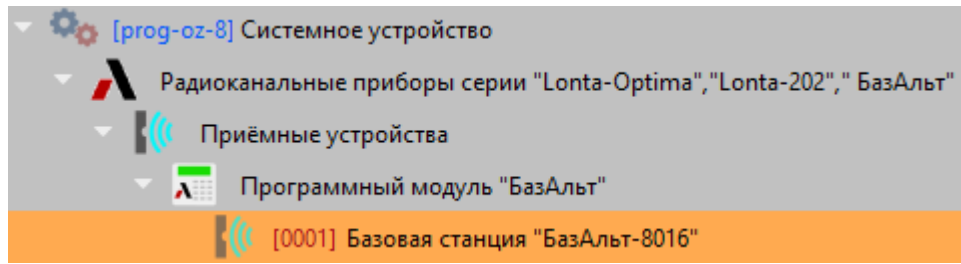 [prog-oz-8] Системное устройство
Радиоканальные приборы серии "Lonta-Optima","Lonta-202"," БазАльт"
Приёмные устройства
Программный модуль "БазАльт"
[0001] Базовая станция "БазАльт-8016"